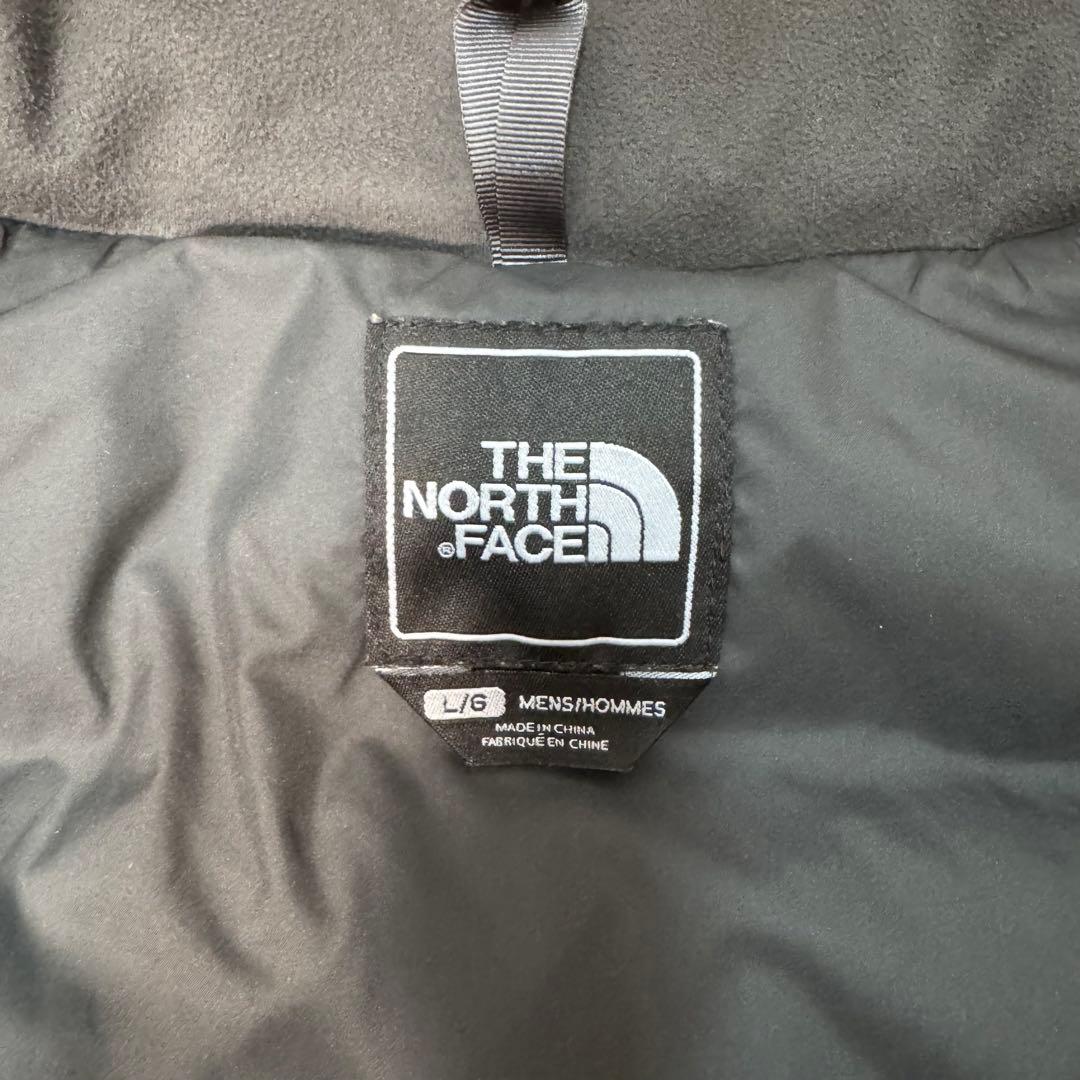 THE
NORTH
®FACE
L/G MENS/HOMMES
MADE IN CHINA
FABRIQUÉ EN CHINE